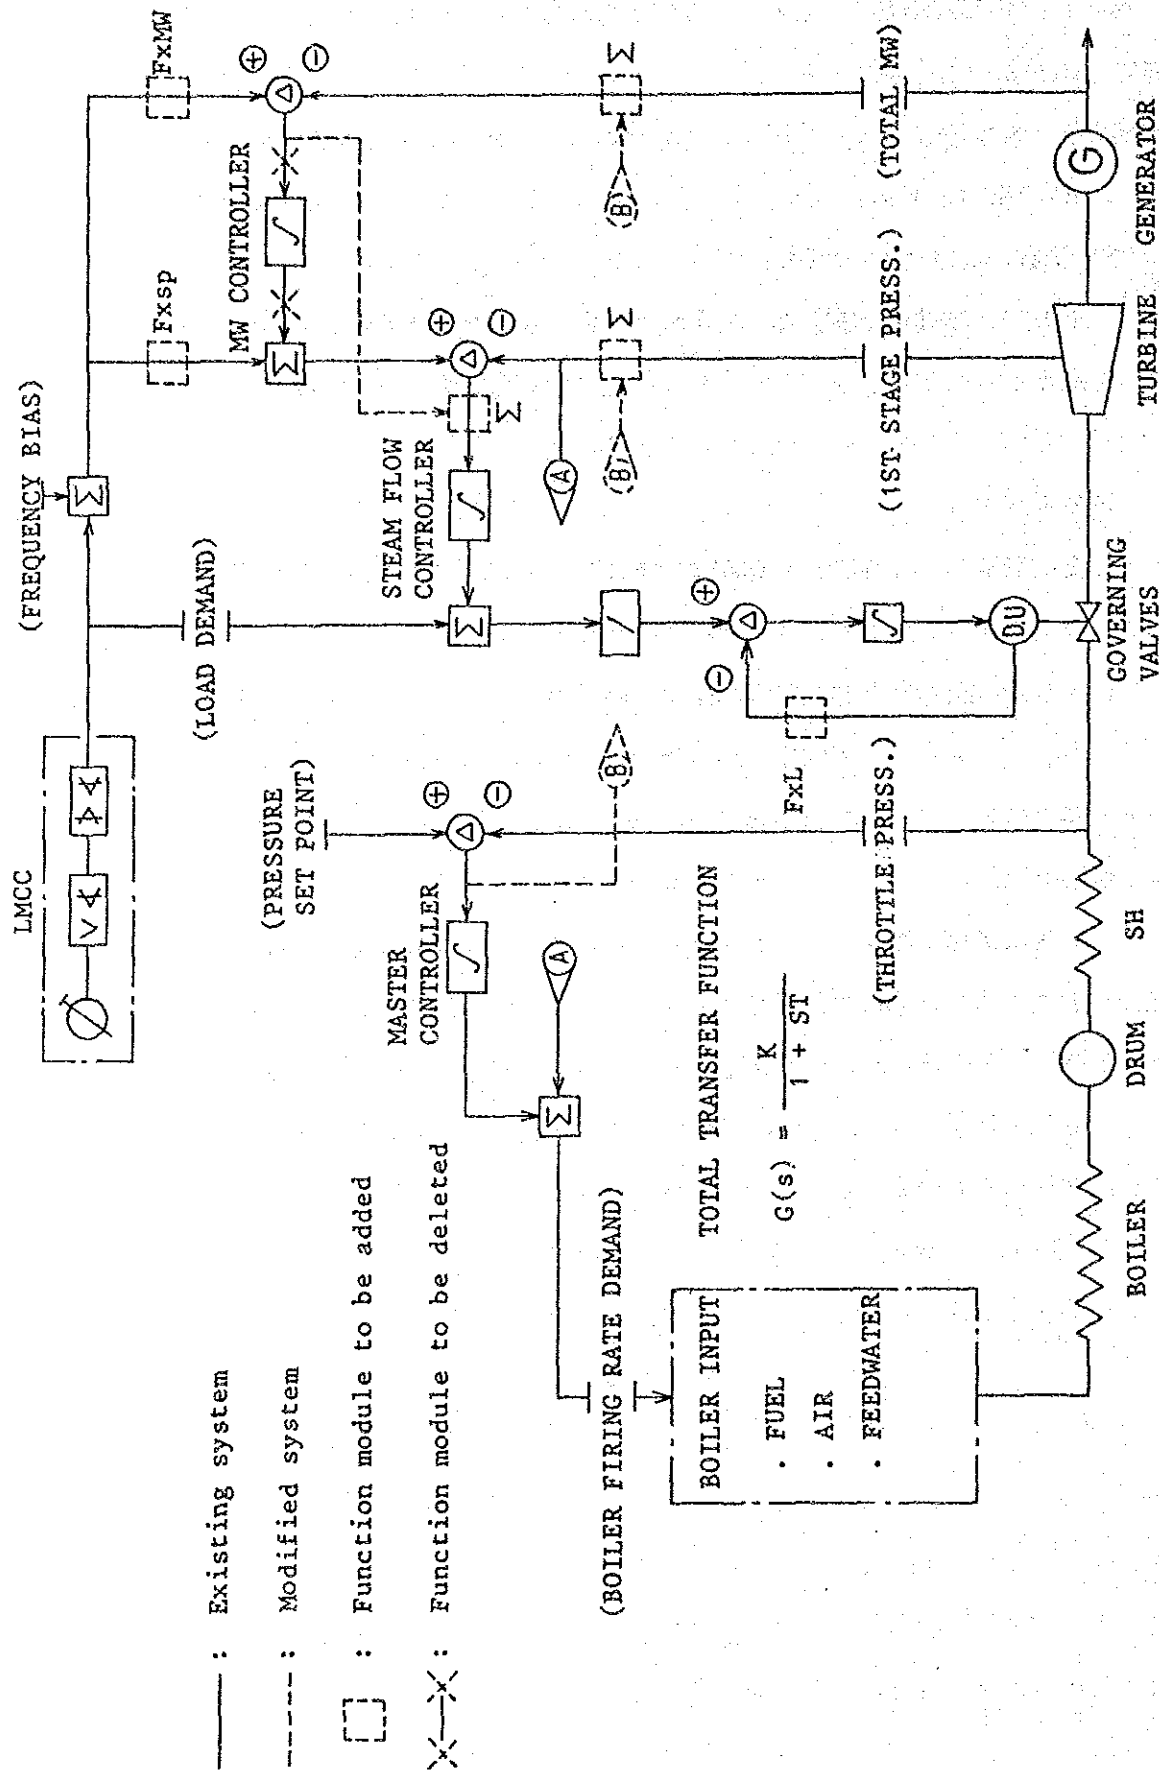 LMCC
(FREQUENCY BIAS)
Σ
FxMW
⊕
⊖
Δ
MW CONTROLLER
∫
Fxsp
Σ
(LOAD DEMAND)
⊕
⊖
Δ
Σ
STEAM FLOW
CONTROLLER
∫
Σ
A
B
Σ
B
Σ
(PRESSURE
SET POINT)
⊕
⊖
Δ
MASTER
CONTROLLER
∫
A
Σ
B
⊕
⊖
Δ
∫
D.U
FxL
(THROTTLE PRESS.)
(1ST STAGE PRESS.)
(TOTAL MW)
——— : Existing system
----- : Modified system
: Function module to be added
: Function module to be deleted
(BOILER FIRING RATE DEMAND)
TOTAL TRANSFER FUNCTION
G(s) = K / 1 + ST
BOILER INPUT
· FUEL
· AIR
· FEEDWATER
G
BOILER
DRUM
SH
GOVERNING
VALVES
TURBINE
GENERATOR